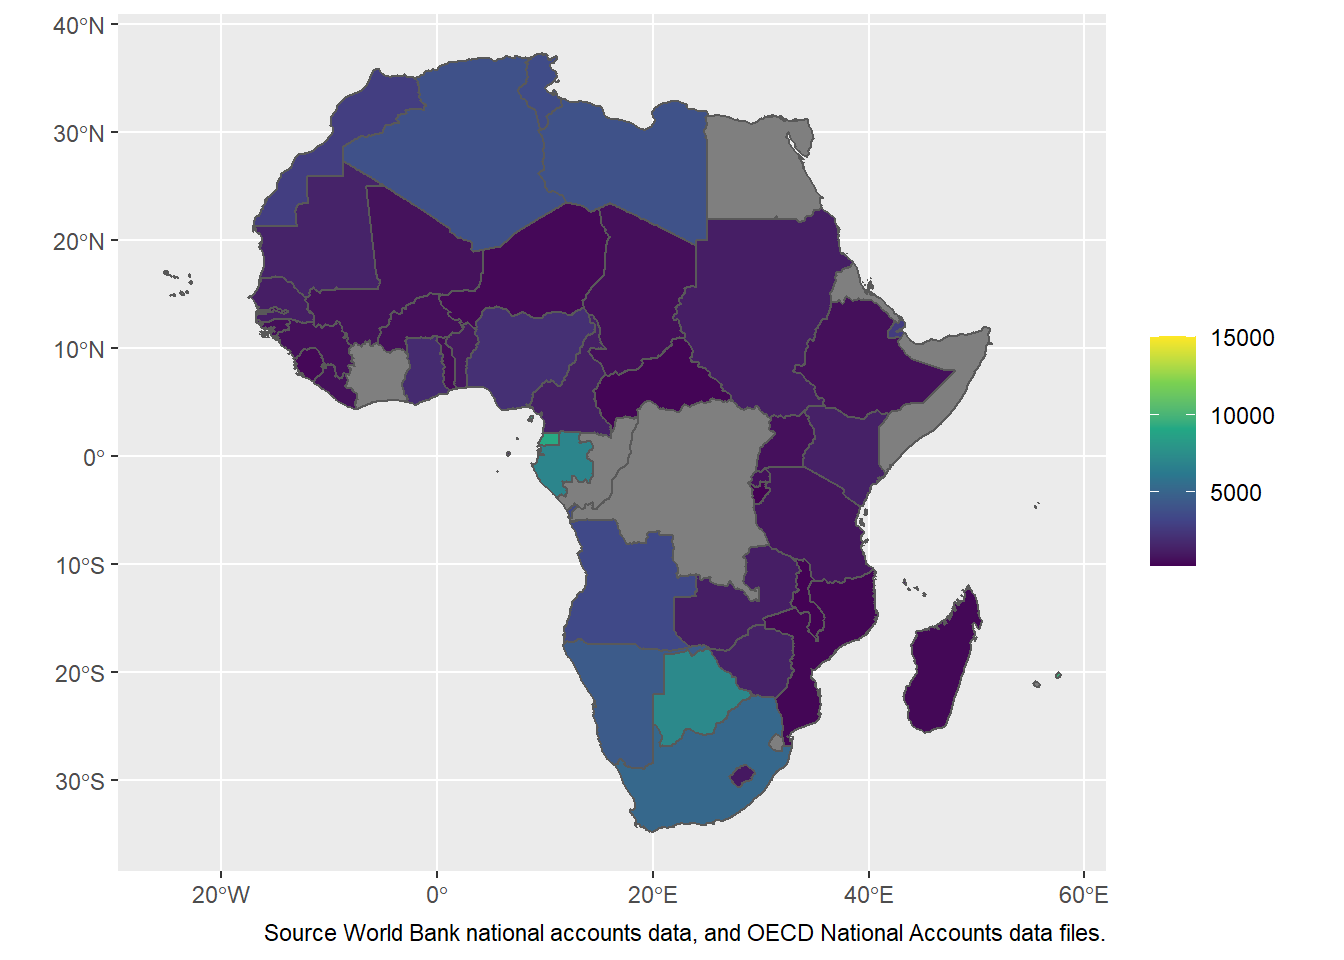 40°N
30°N
20°N
10°N
0°
10°S
20°S
30°S
20°W
0°
20°E
40°E
60°E
15000
10000
5000
Source World Bank national accounts data, and OECD National Accounts data files.